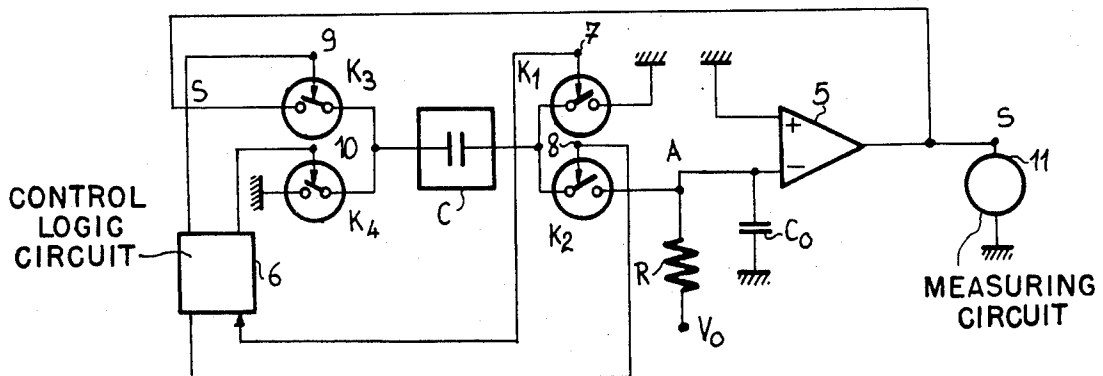 9
7
K3
K1
5
S
10
8
A
S
11
+
−
C
K4
K2
CONTROL
LOGIC
CIRCUIT
6
R
C0
V0
MEASURING
CIRCUIT